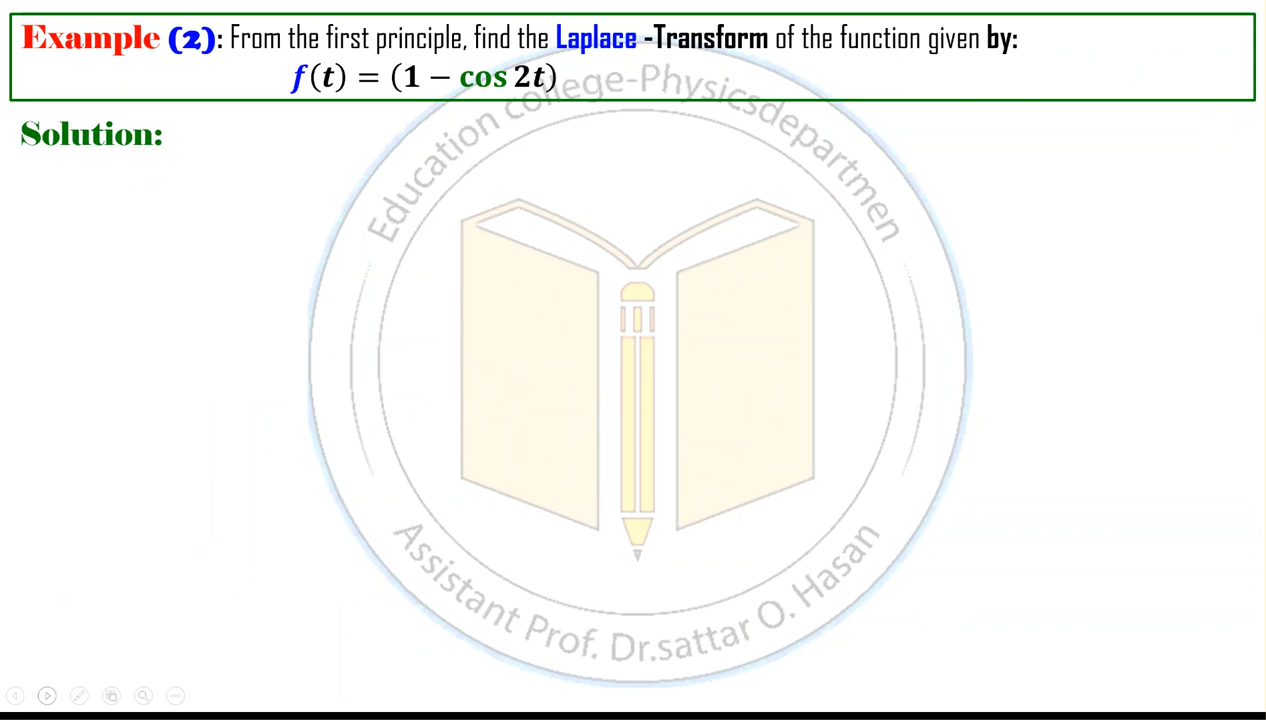 Example (2): From the first principle, find the Laplace -Transform of the function given by:
f(t) = (1 − cos 2t)
Solution:
Education college-Physicsdepartmen
Assistant Prof. Dr.sattar O. Hasan